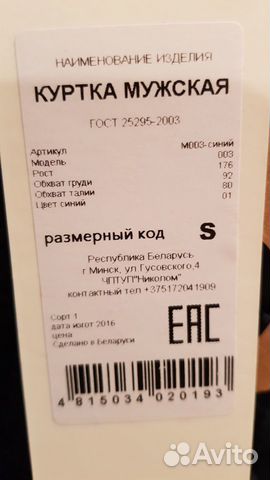 НАИМЕНОВАНИЕ ИЗДЕЛИЯ
КУРТКА МУЖСКАЯ
ГОСТ 25295-2003
Артикул М003-синий
Модель 003
Рост 176
Обхват груди 92
Обхват талии 80
Цвет синий 01
размерный код S
Республика Беларусь
г Минск, ул Гусовского,4
ЧПТУП"Николом"
контактный тел +375172041909
Сорт 1
дата изгот 2016
цена
Сделано в Беларуси
EAC
4 815034 020193
Avito